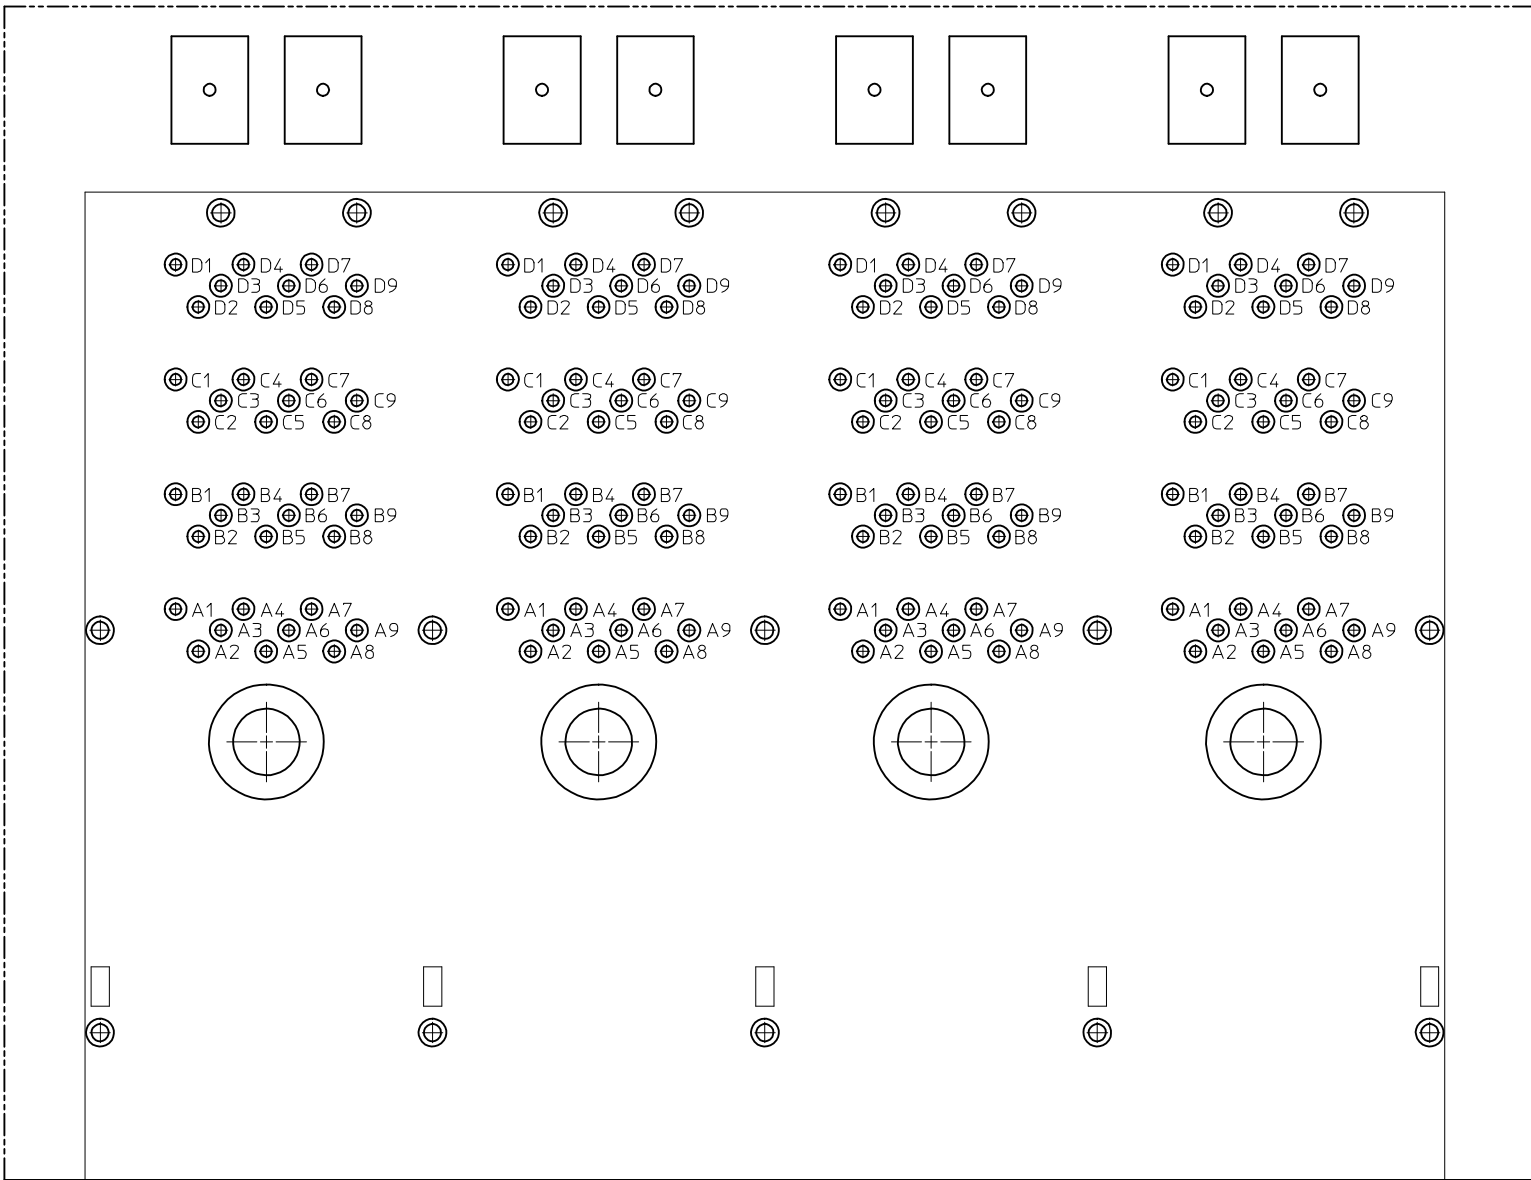 D1 D4 D7 D1 D4 D7 D1 D4 D7 D1 D4 D7
D3 D6 D9 D3 D6 D9 D3 D6 D9 D3 D6 D9
D2 D5 D8 D2 D5 D8 D2 D5 D8 D2 D5 D8
C1 C4 C7 C1 C4 C7 C1 C4 C7 C1 C4 C7
C3 C6 C9 C3 C6 C9 C3 C6 C9 C3 C6 C9
C2 C5 C8 C2 C5 C8 C2 C5 C8 C2 C5 C8
B1 B4 B7 B1 B4 B7 B1 B4 B7 B1 B4 B7
B3 B6 B9 B3 B6 B9 B3 B6 B9 B3 B6 B9
B2 B5 B8 B2 B5 B8 B2 B5 B8 B2 B5 B8
A1 A4 A7 A1 A4 A7 A1 A4 A7 A1 A4 A7
A3 A6 A9 A3 A6 A9 A3 A6 A9 A3 A6 A9
A2 A5 A8 A2 A5 A8 A2 A5 A8 A2 A5 A8